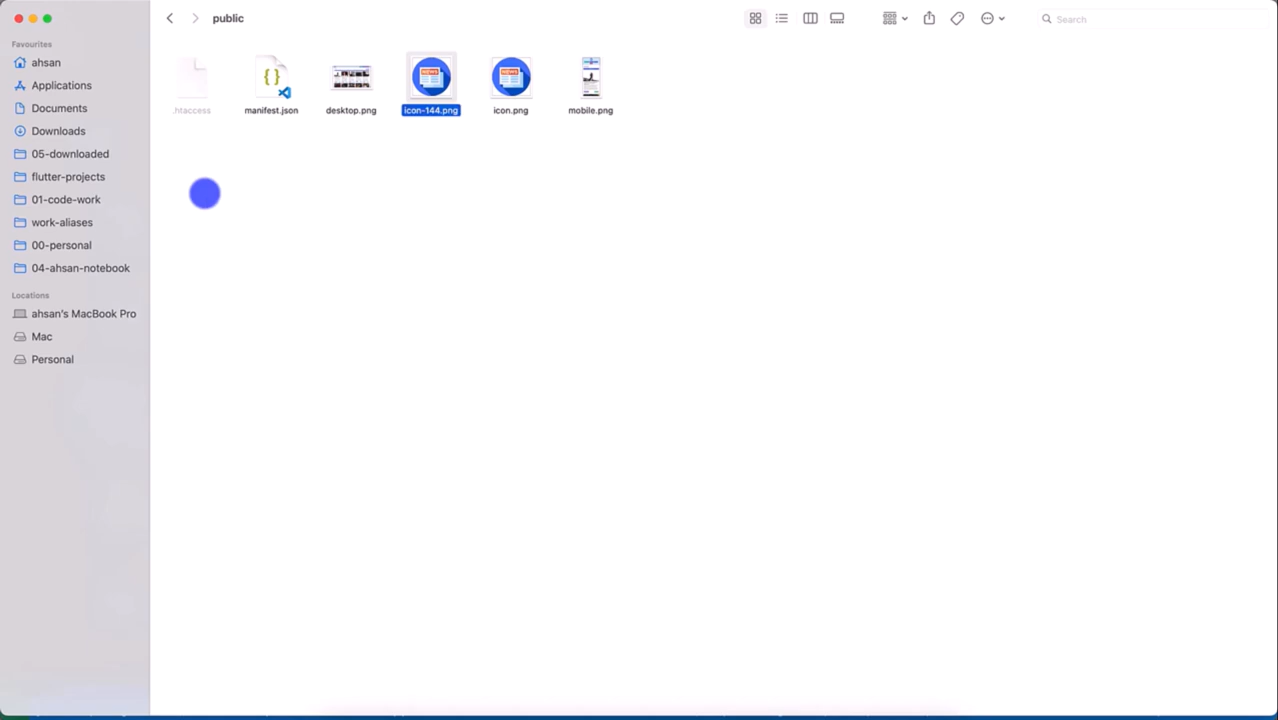 public
Search
Favourites
ahsan
Applications
Documents
Downloads
05-downloaded
flutter-projects
01-code-work
work-aliases
00-personal
04-ahsan-notebook
Locations
ahsan's MacBook Pro
Mac
Personal
.htaccess
{}
manifest.json
desktop.png
NEWS
icon-144.png
NEWS
icon.png
mobile.png